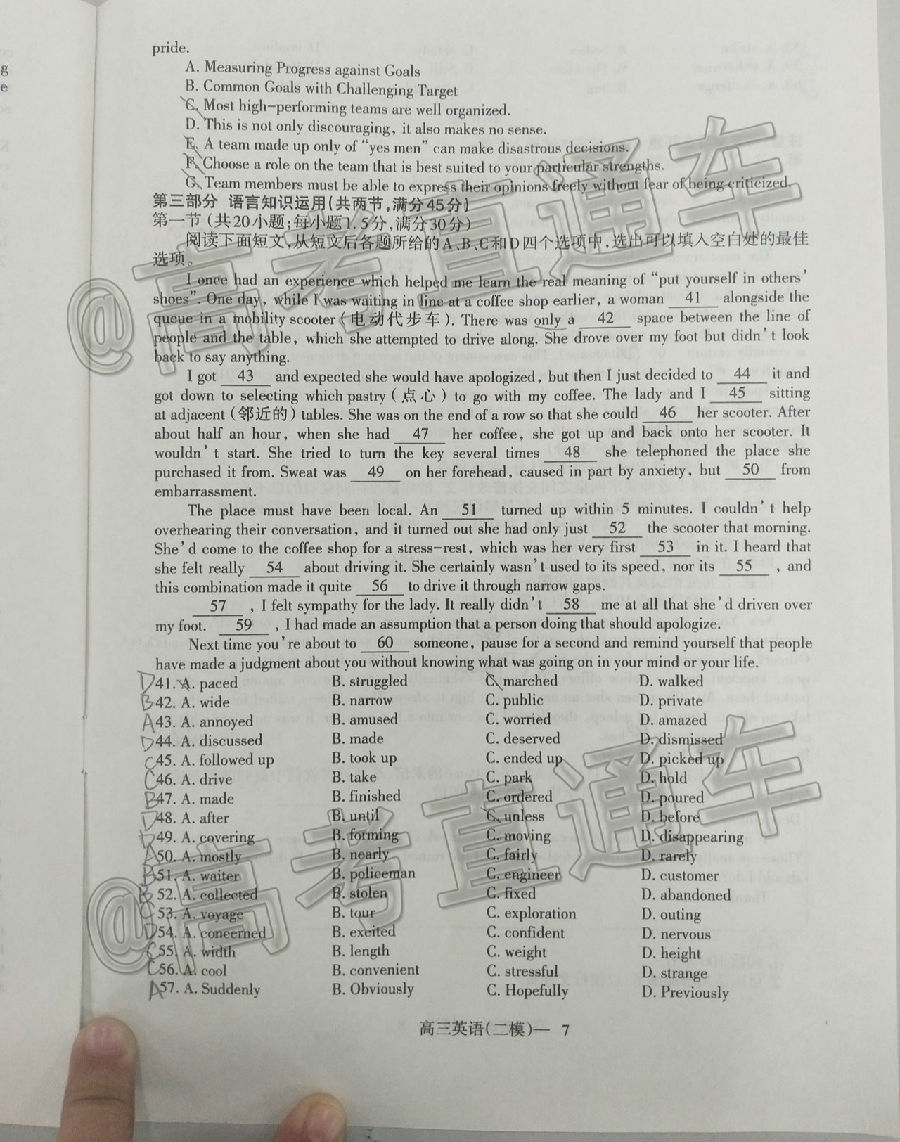 pride.
A. Measuring Progress against Goals
B. Common Goals with Challenging Target
C. Most high-performing teams are well organized.
D. This is not only discouraging, it also makes no sense.
E. A team made up only of "yes men" can make disastrous decisions.
F. Choose a role on the team that is best suited to your particular strengths.
G. Team members must be able to express their opinions freely without fear of being criticized.
第三部分 语言知识运用(共两节,满分45分)
第一节(共20小题;每小题1.5分,满分30分)
阅读下面短文,从短文后各题所给的A、B、C和D四个选项中,选出可以填入空白处的最佳
选项。
I once had an experience which helped me learn the real meaning of "put yourself in others'
shoes". One day, while I was waiting in line at a coffee shop earlier, a woman 41 alongside the
queue in a mobility scooter(电动代步车). There was only a 42 space between the line of
people and the table, which she attempted to drive along. She drove over my foot but didn't look
back to say anything.
I got 43 and expected she would have apologized, but then I just decided to 44 it and
got down to selecting which pastry(点心) to go with my coffee. The lady and I 45 sitting
at adjacent(邻近的) tables. She was on the end of a row so that she could 46 her scooter. After
about half an hour, when she had 47 her coffee, she got up and back onto her scooter. It
wouldn't start. She tried to turn the key several times 48 she telephoned the place she
purchased it from. Sweat was 49 on her forehead, caused in part by anxiety, but 50 from
embarrassment.
The place must have been local. An 51 turned up within 5 minutes. I couldn't help
overhearing their conversation, and it turned out she had only just 52 the scooter that morning.
She'd come to the coffee shop for a stress-rest, which was her very first 53 in it. I heard that
she felt really 54 about driving it. She certainly wasn't used to its speed, nor its 55 , and
this combination made it quite 56 to drive it through narrow gaps.
57 , I felt sympathy for the lady. It really didn't 58 me at all that she'd driven over
my foot. 59 , I had made an assumption that a person doing that should apologize.
Next time you're about to 60 someone, pause for a second and remind yourself that people
have made a judgment about you without knowing what was going on in your mind or your life.
D 41. A. paced B. struggled C. marched D. walked
B 42. A. wide B. narrow C. public D. private
A 43. A. annoyed B. amused C. worried D. amazed
D 44. A. discussed B. made C. deserved D. dismissed
C 45. A. followed up B. took up C. ended up D. picked up
C 46. A. drive B. take C. park D. hold
B 47. A. made B. finished C. ordered D. poured
D 48. A. after B. until C. unless D. before
B 49. A. covering B. forming C. moving D. disappearing
A 50. A. mostly B. nearly C. fairly D. rarely
51. A. waiter B. policeman C. engineer D. customer
52. A. collected B. stolen C. fixed D. abandoned
53. A. voyage B. tour C. exploration D. outing
D 54. A. concerned B. excited C. confident D. nervous
C 55. A. width B. length C. weight D. height
C 56. A. cool B. convenient C. stressful D. strange
A 57. A. Suddenly B. Obviously C. Hopefully D. Previously
高三英语(二模)— 7
@高考直通车
@高考直通车